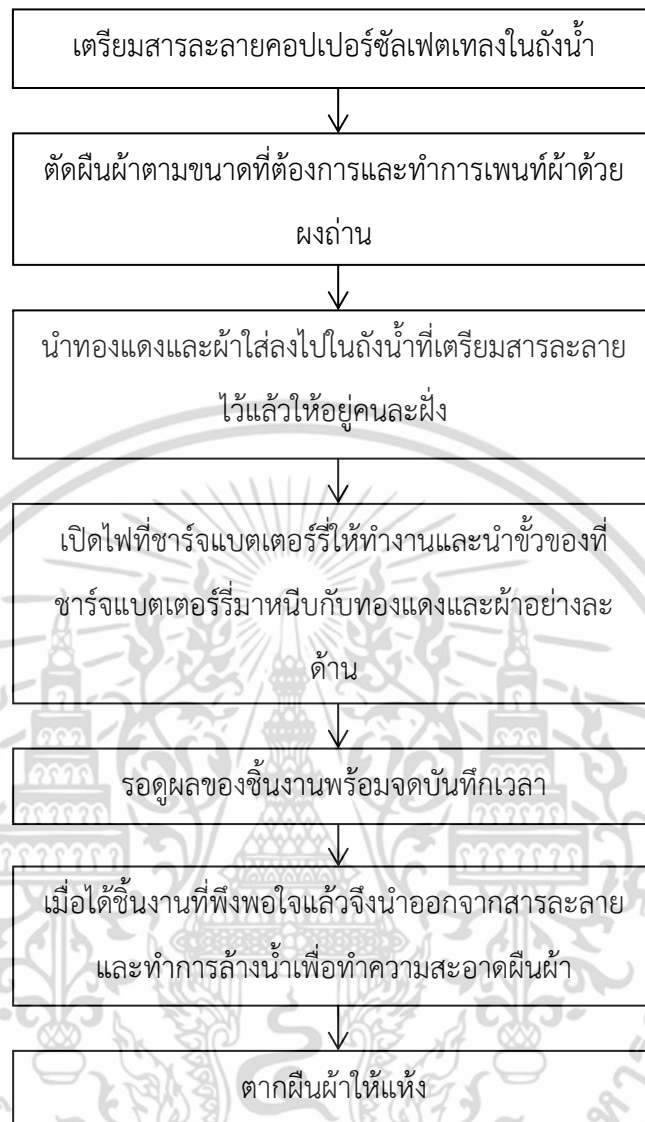 เตรียมสารละลายคอปเปอร์ซัลเฟตเทลงในถังน้ำ
ตัดผืนผ้าตามขนาดที่ต้องการและทำการเพนท์ผ้าด้วย
ผงถ่าน
นำทองแดงและผ้าใส่ลงไปในถังน้ำที่เตรียมสารละลาย
ไว้แล้วให้อยู่คนละฝั่ง
เปิดไฟที่ชาร์จแบตเตอร์รี่ให้ทำงานและนำขั้วของที่
ชาร์จแบตเตอร์รี่มาหนีบกับทองแดงและผ้าอย่างละ
ด้าน
รอดูผลของชิ้นงานพร้อมจดบันทึกเวลา
เมื่อได้ชิ้นงานที่พึงพอใจแล้วจึงนำออกจากสารละลาย
และทำการล้างน้ำเพื่อทำความสะอาดผืนผ้า
ตากผืนผ้าให้แห้ง